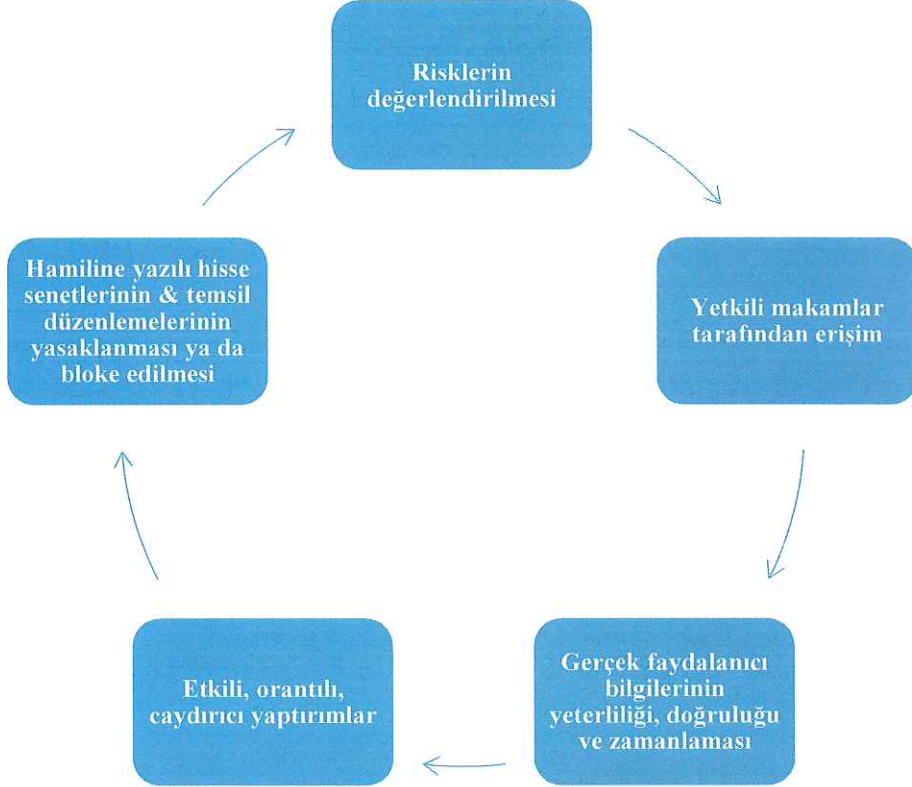 Risklerin
değerlendirilmesi
Yetkili makamlar
tarafından erişim
Gerçek faydalanıcı
bilgilerinin
yeterliliği, doğruluğu
ve zamanlaması
Etkili, orantılı,
caydırıcı yaptırımlar
Hamiline yazılı hisse
senetlerinin & temsil
düzenlemelerinin
yasaklanması ya da
bloke edilmesi